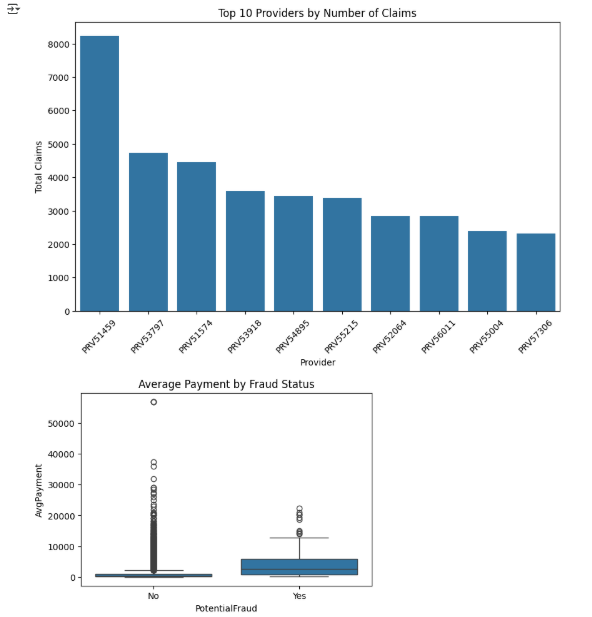 Top 10 Providers by Number of Claims
8000
7000
6000
5000
4000
3000
2000
1000
0
Total Claims
PRV51459 PRV53797 PRV51574 PRV53918 PRV54895 PRV55215 PRV52064 PRV56011 PRV55004 PRV57306
Provider
Average Payment by Fraud Status
50000
40000
30000
20000
10000
0
AvgPayment
No Yes
PotentialFraud